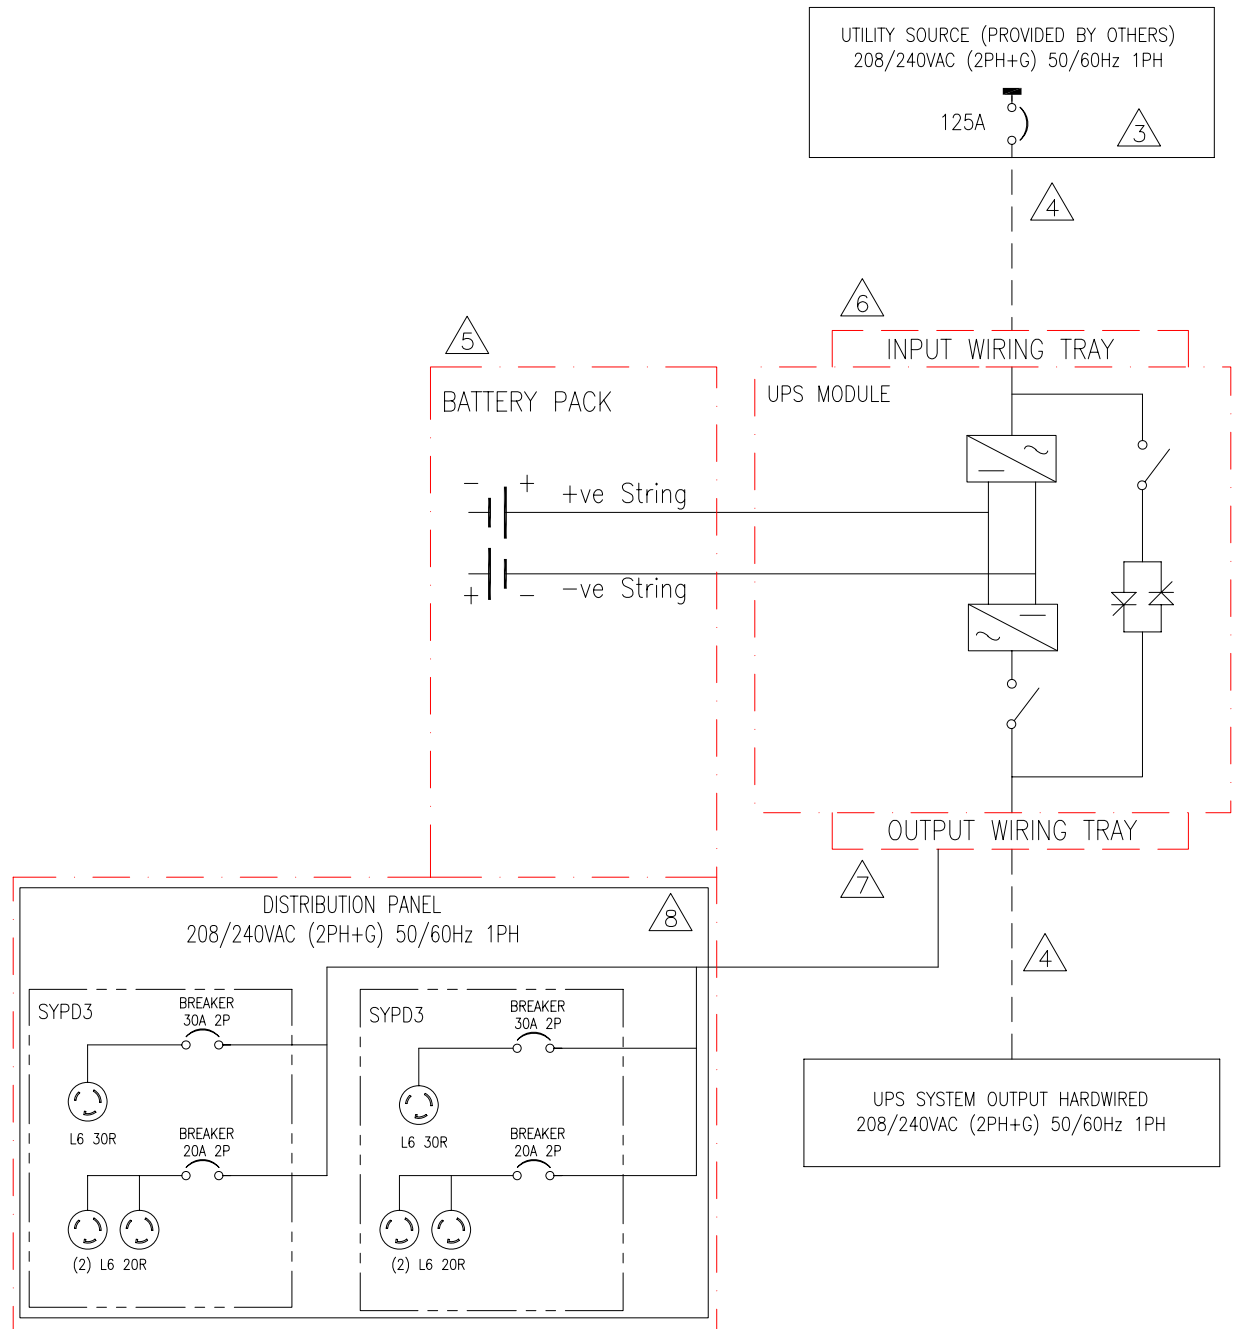 UTILITY SOURCE (PROVIDED BY OTHERS)
208/240VAC (2PH+G) 50/60Hz 1PH
125A
3
4
6
INPUT WIRING TRAY
5
BATTERY PACK
UPS MODULE
- +
+ve String
+ -
-ve String
OUTPUT WIRING TRAY
7
DISTRIBUTION PANEL
208/240VAC (2PH+G) 50/60Hz 1PH
8
4
SYPD3
BREAKER
30A 2P
L6 30R
BREAKER
20A 2P
(2) L6 20R
SYPD3
BREAKER
30A 2P
L6 30R
BREAKER
20A 2P
(2) L6 20R
UPS SYSTEM OUTPUT HARDWIRED
208/240VAC (2PH+G) 50/60Hz 1PH